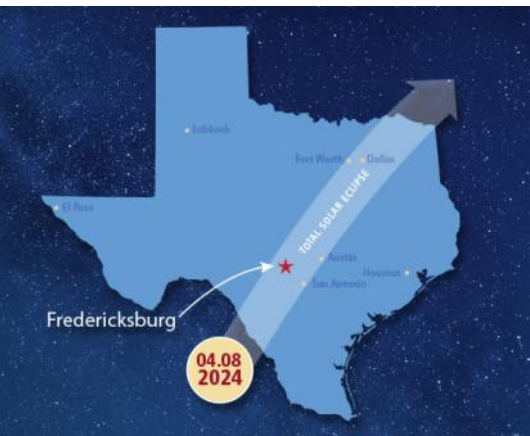 Lubbock
Fort Worth
Dallas
El Paso
TOTAL SOLAR ECLIPSE
Austin
Houston
San Antonio
Fredericksburg
04.08
2024